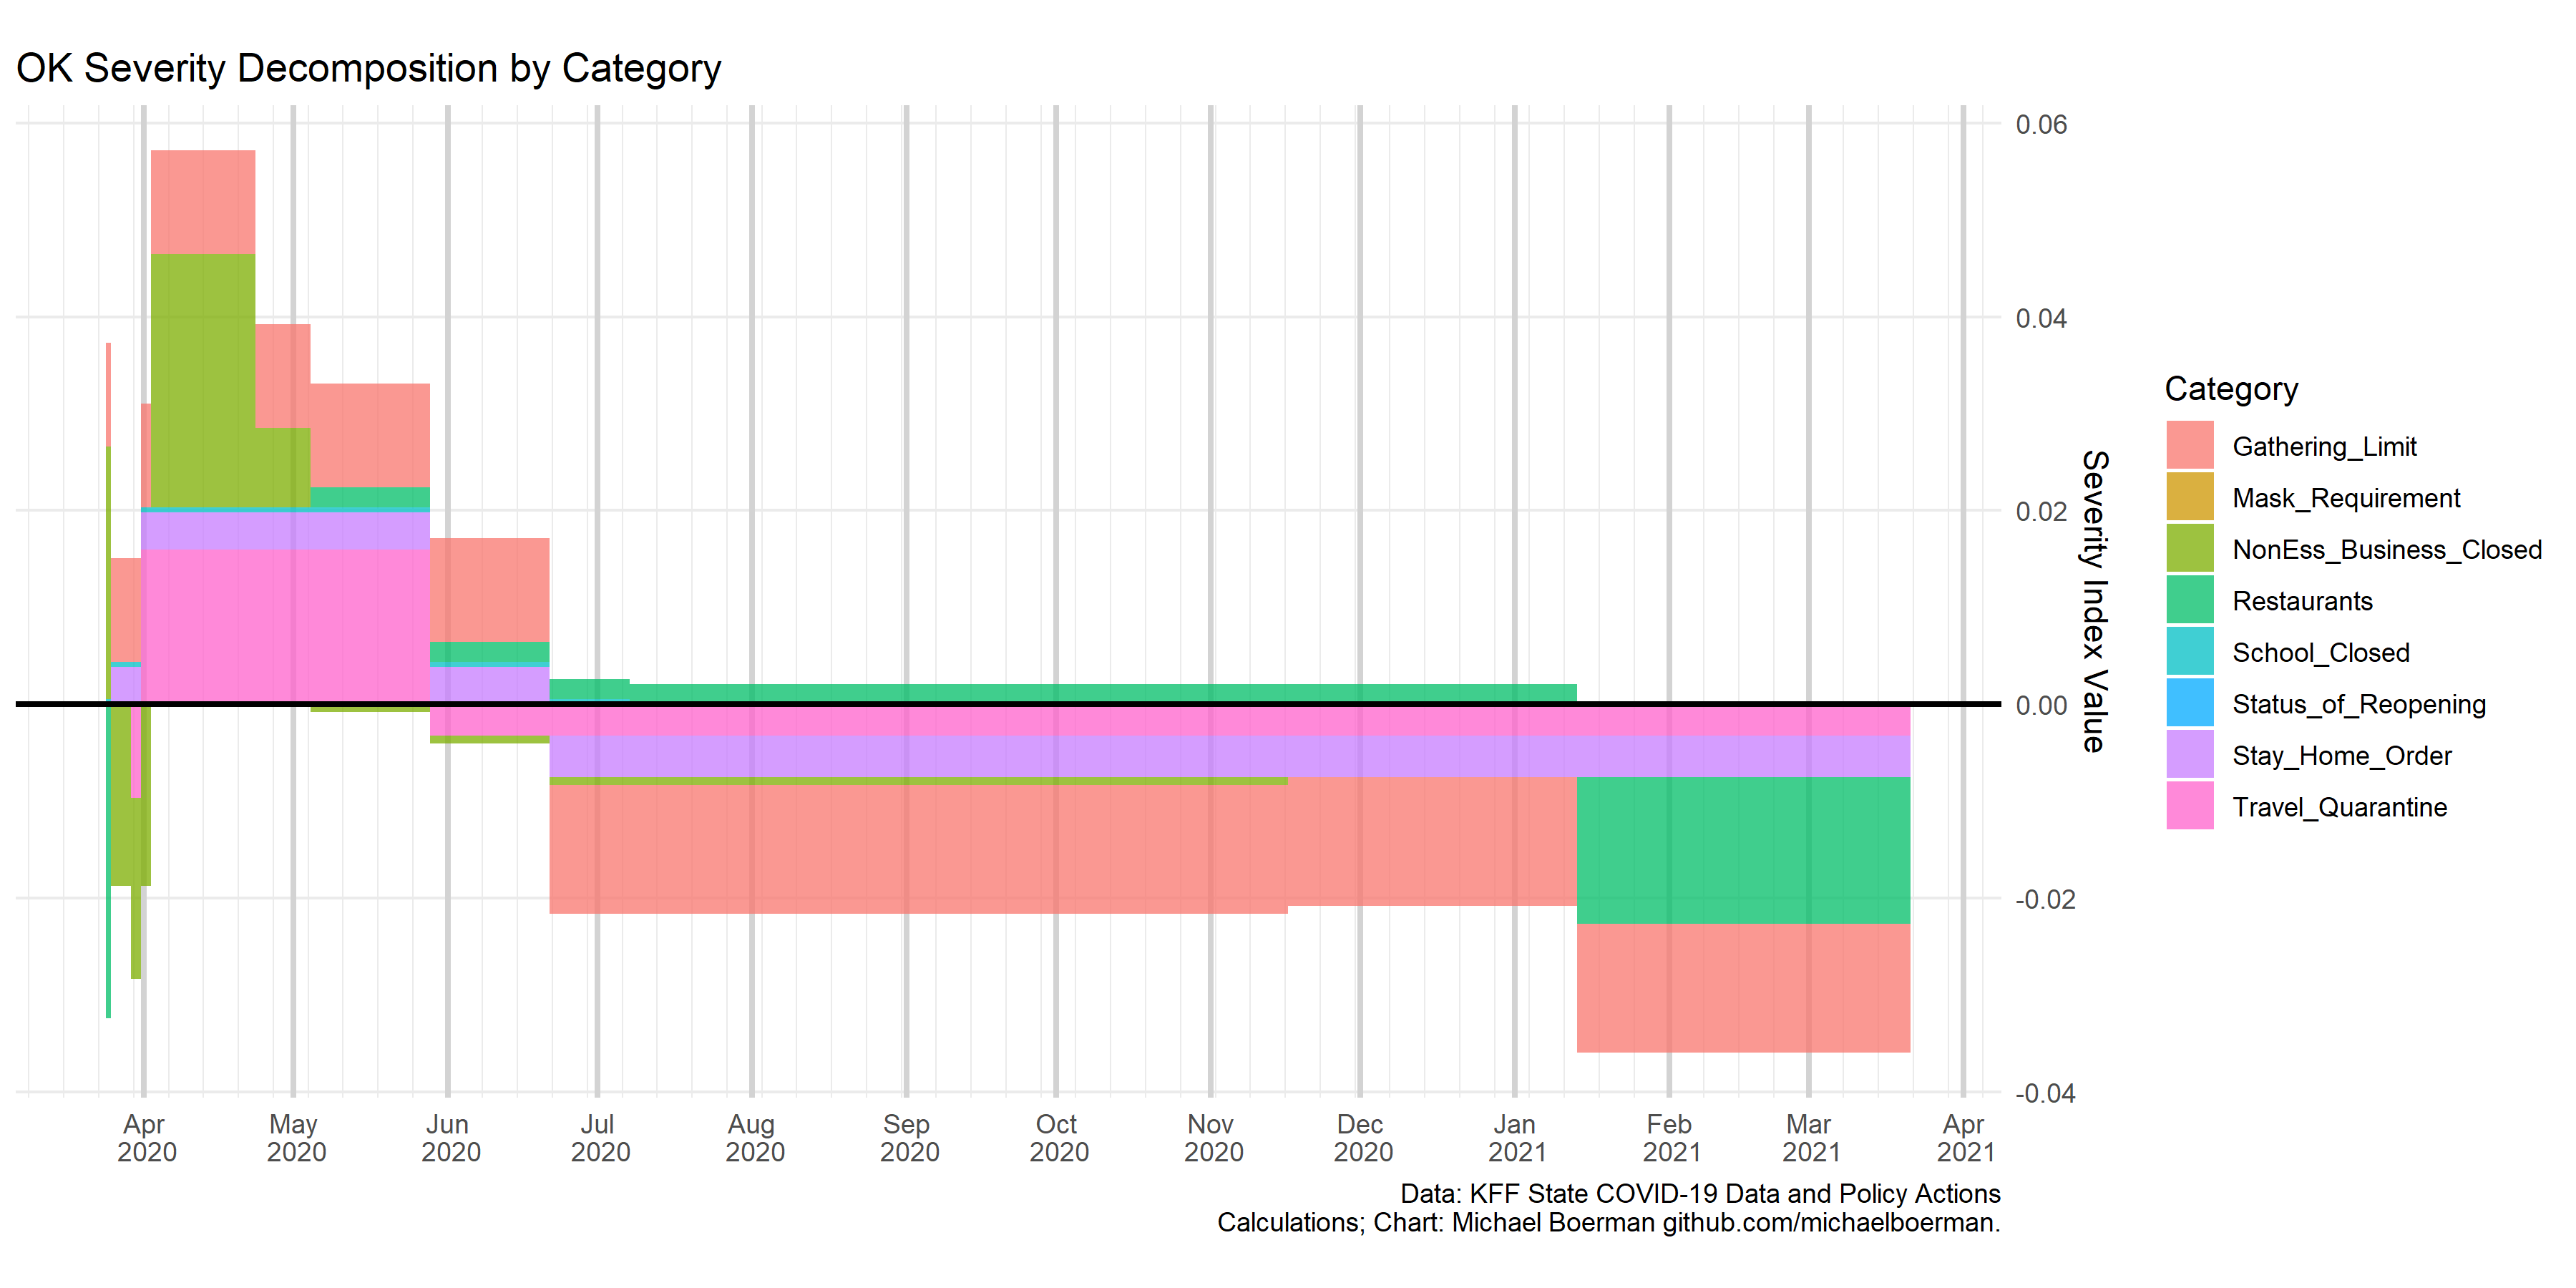 OK Severity Decomposition by Category
0.06
0.04
0.02
0.00
-0.02
-0.04
Severity Index Value
Apr
2020
May
2020
Jun
2020
Jul
2020
Aug
2020
Sep
2020
Oct
2020
Nov
2020
Dec
2020
Jan
2021
Feb
2021
Mar
2021
Apr
2021
Category
Gathering_Limit
Mask_Requirement
NonEss_Business_Closed
Restaurants
School_Closed
Status_of_Reopening
Stay_Home_Order
Travel_Quarantine
Data: KFF State COVID-19 Data and Policy Actions
Calculations; Chart: Michael Boerman github.com/michaelboerman.